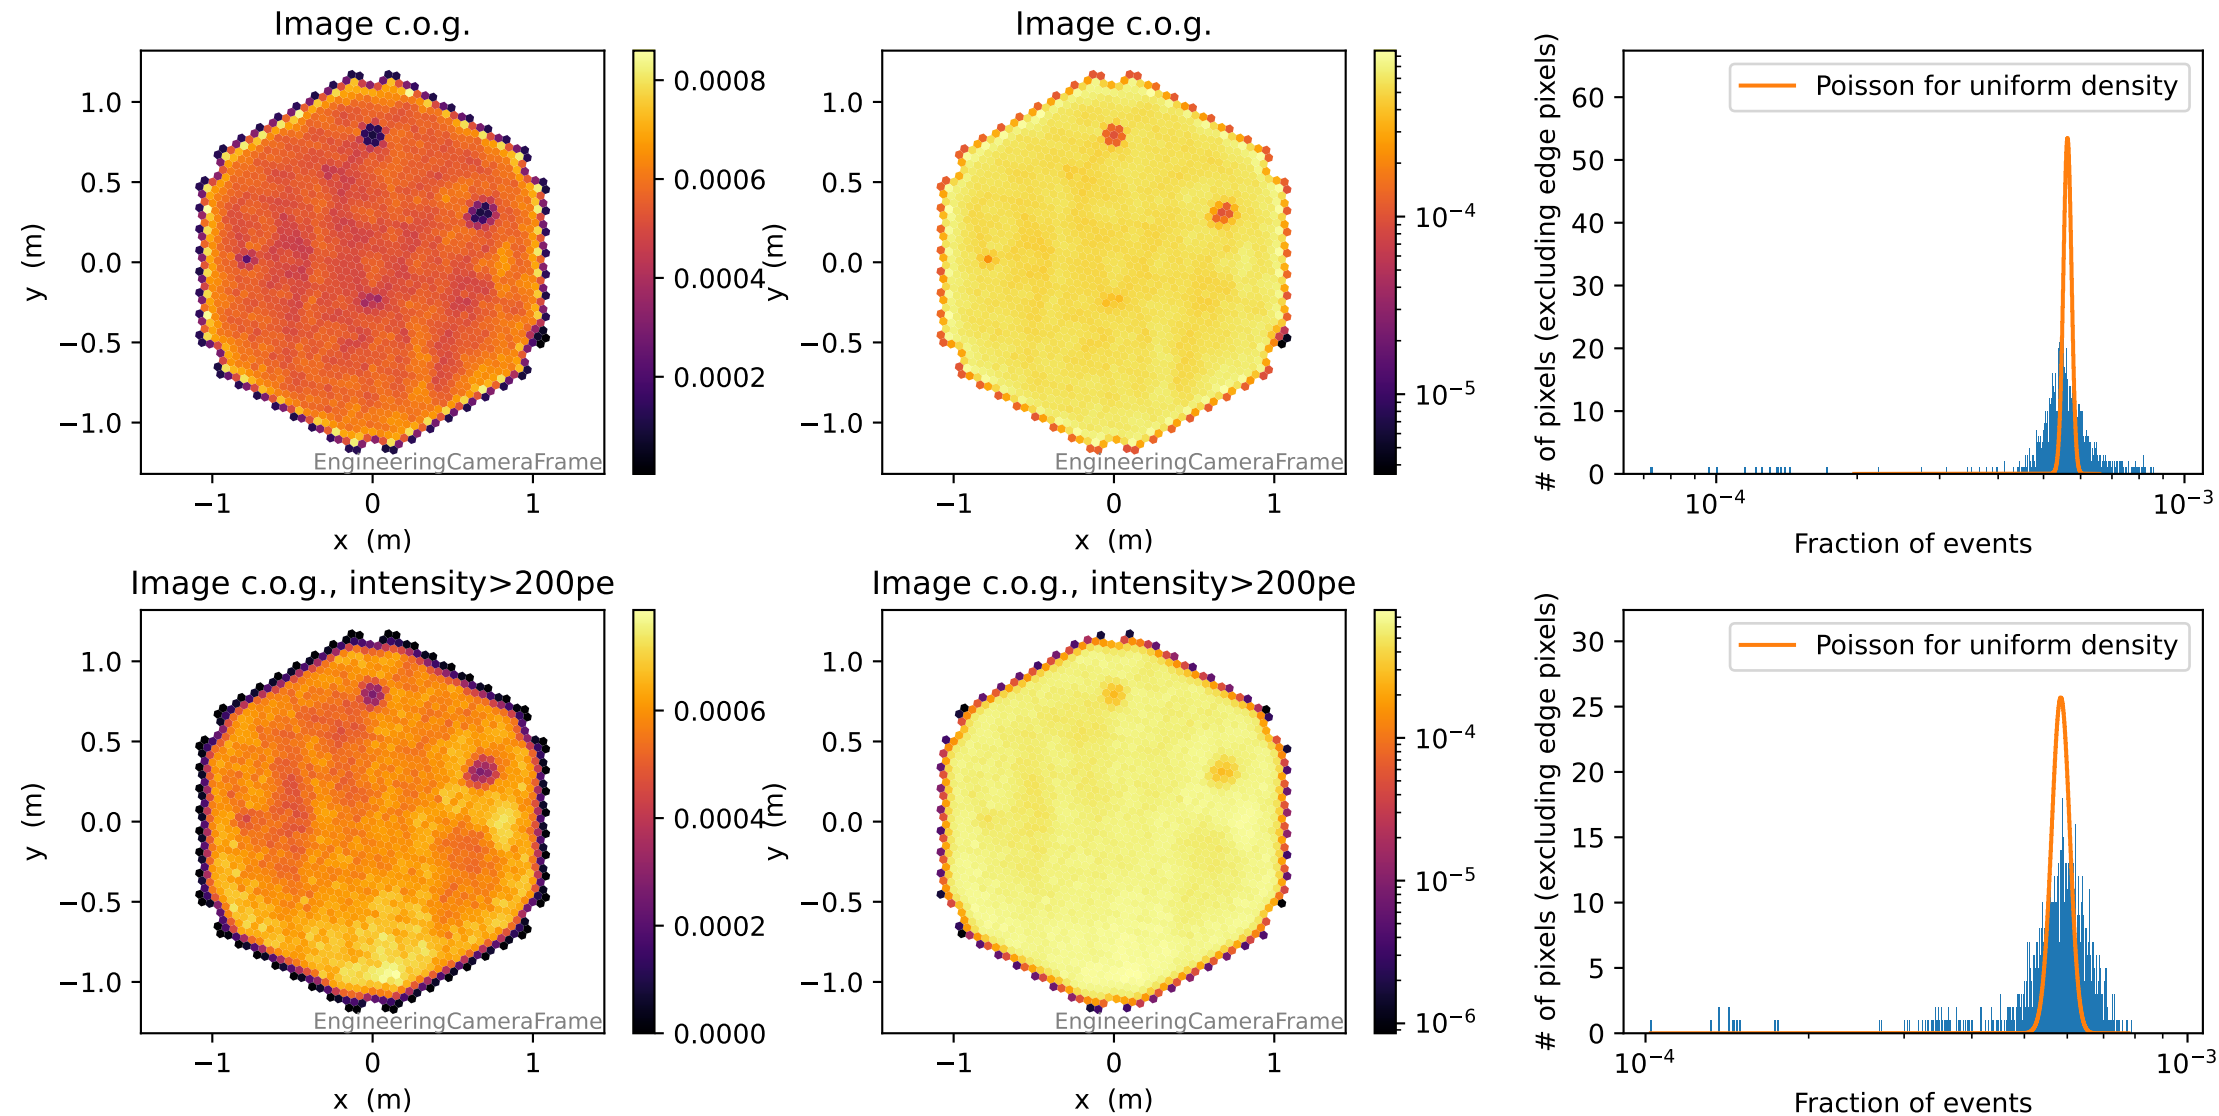 Image c.o.g.
y (m)
1.0
0.5
0.0
−0.5
−1.0
−1
0
1
x (m)
EngineeringCameraFrame
0.0008
0.0006
0.0004
0.0002
Image c.o.g.
y (m)
1.0
0.5
0.0
−0.5
−1.0
−1
0
1
x (m)
EngineeringCameraFrame
10−4
10−5
# of pixels (excluding edge pixels)
60
50
40
30
20
10
0
Poisson for uniform density
10−4
10−3
Fraction of events
Image c.o.g., intensity>200pe
y (m)
1.0
0.5
0.0
−0.5
−1.0
−1
0
1
x (m)
EngineeringCameraFrame
0.0006
0.0004
0.0002
0.0000
Image c.o.g., intensity>200pe
y (m)
1.0
0.5
0.0
−0.5
−1.0
−1
0
1
x (m)
EngineeringCameraFrame
10−4
10−5
10−6
# of pixels (excluding edge pixels)
30
25
20
15
10
5
0
Poisson for uniform density
10−4
10−3
Fraction of events